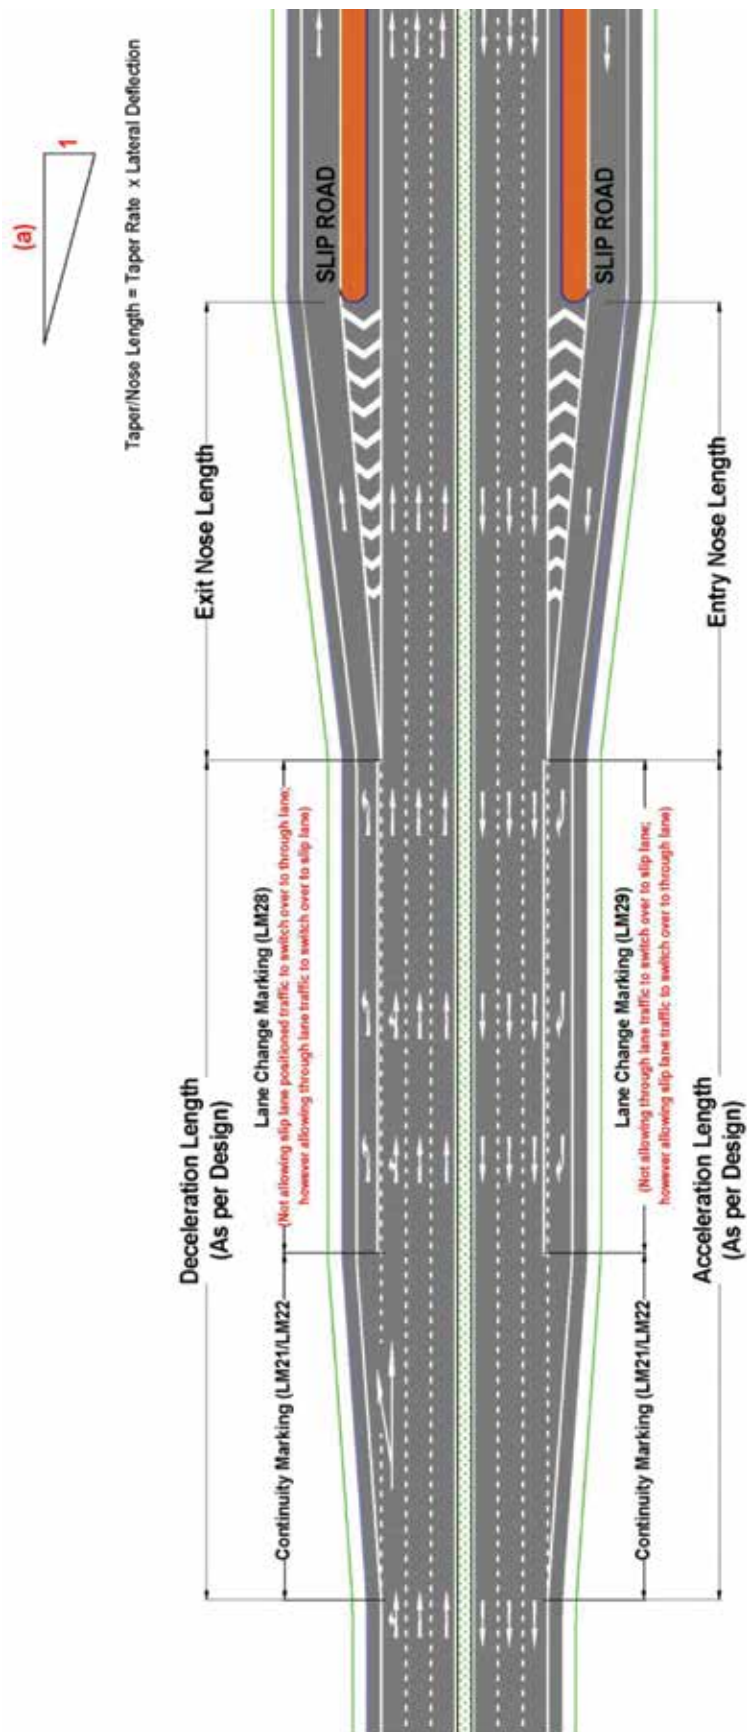 (a)
1
Taper/Nose Length = Taper Rate x Lateral Deflection
Deceleration Length
(As per Design)
Exit Nose Length
Continuity Marking (LM21/LM22
Lane Change Marking (LM28)
(Not allowing slip lane positioned traffic to switch over to through lane;
however allowing through lane traffic to switch over to slip lane)
SLIP ROAD
SLIP ROAD
Continuity Marking (LM21/LM22
Lane Change Marking (LM29)
(Not allowing through lane traffic to switch over to slip lane;
however allowing slip lane traffic to switch over to through lane)
Acceleration Length
(As per Design)
Entry Nose Length